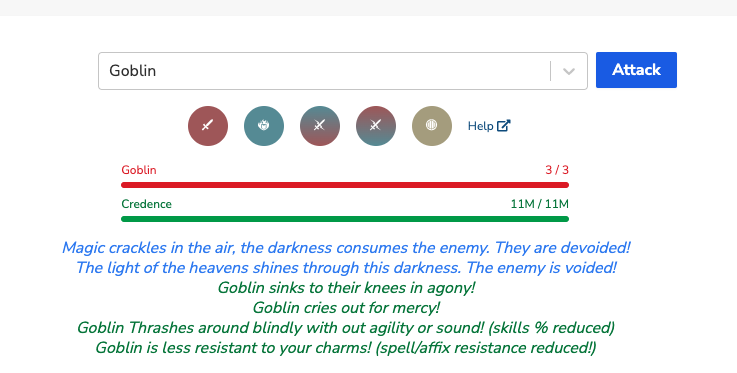 Goblin
Attack
Help
Goblin 3 / 3
Credence 11M / 11M
Magic crackles in the air, the darkness consumes the enemy. They are devoided!
The light of the heavens shines through this darkness. The enemy is voided!
Goblin sinks to their knees in agony!
Goblin cries out for mercy!
Goblin Thrashes around blindly with out agility or sound! (skills % reduced)
Goblin is less resistant to your charms! (spell/affix resistance reduced!)